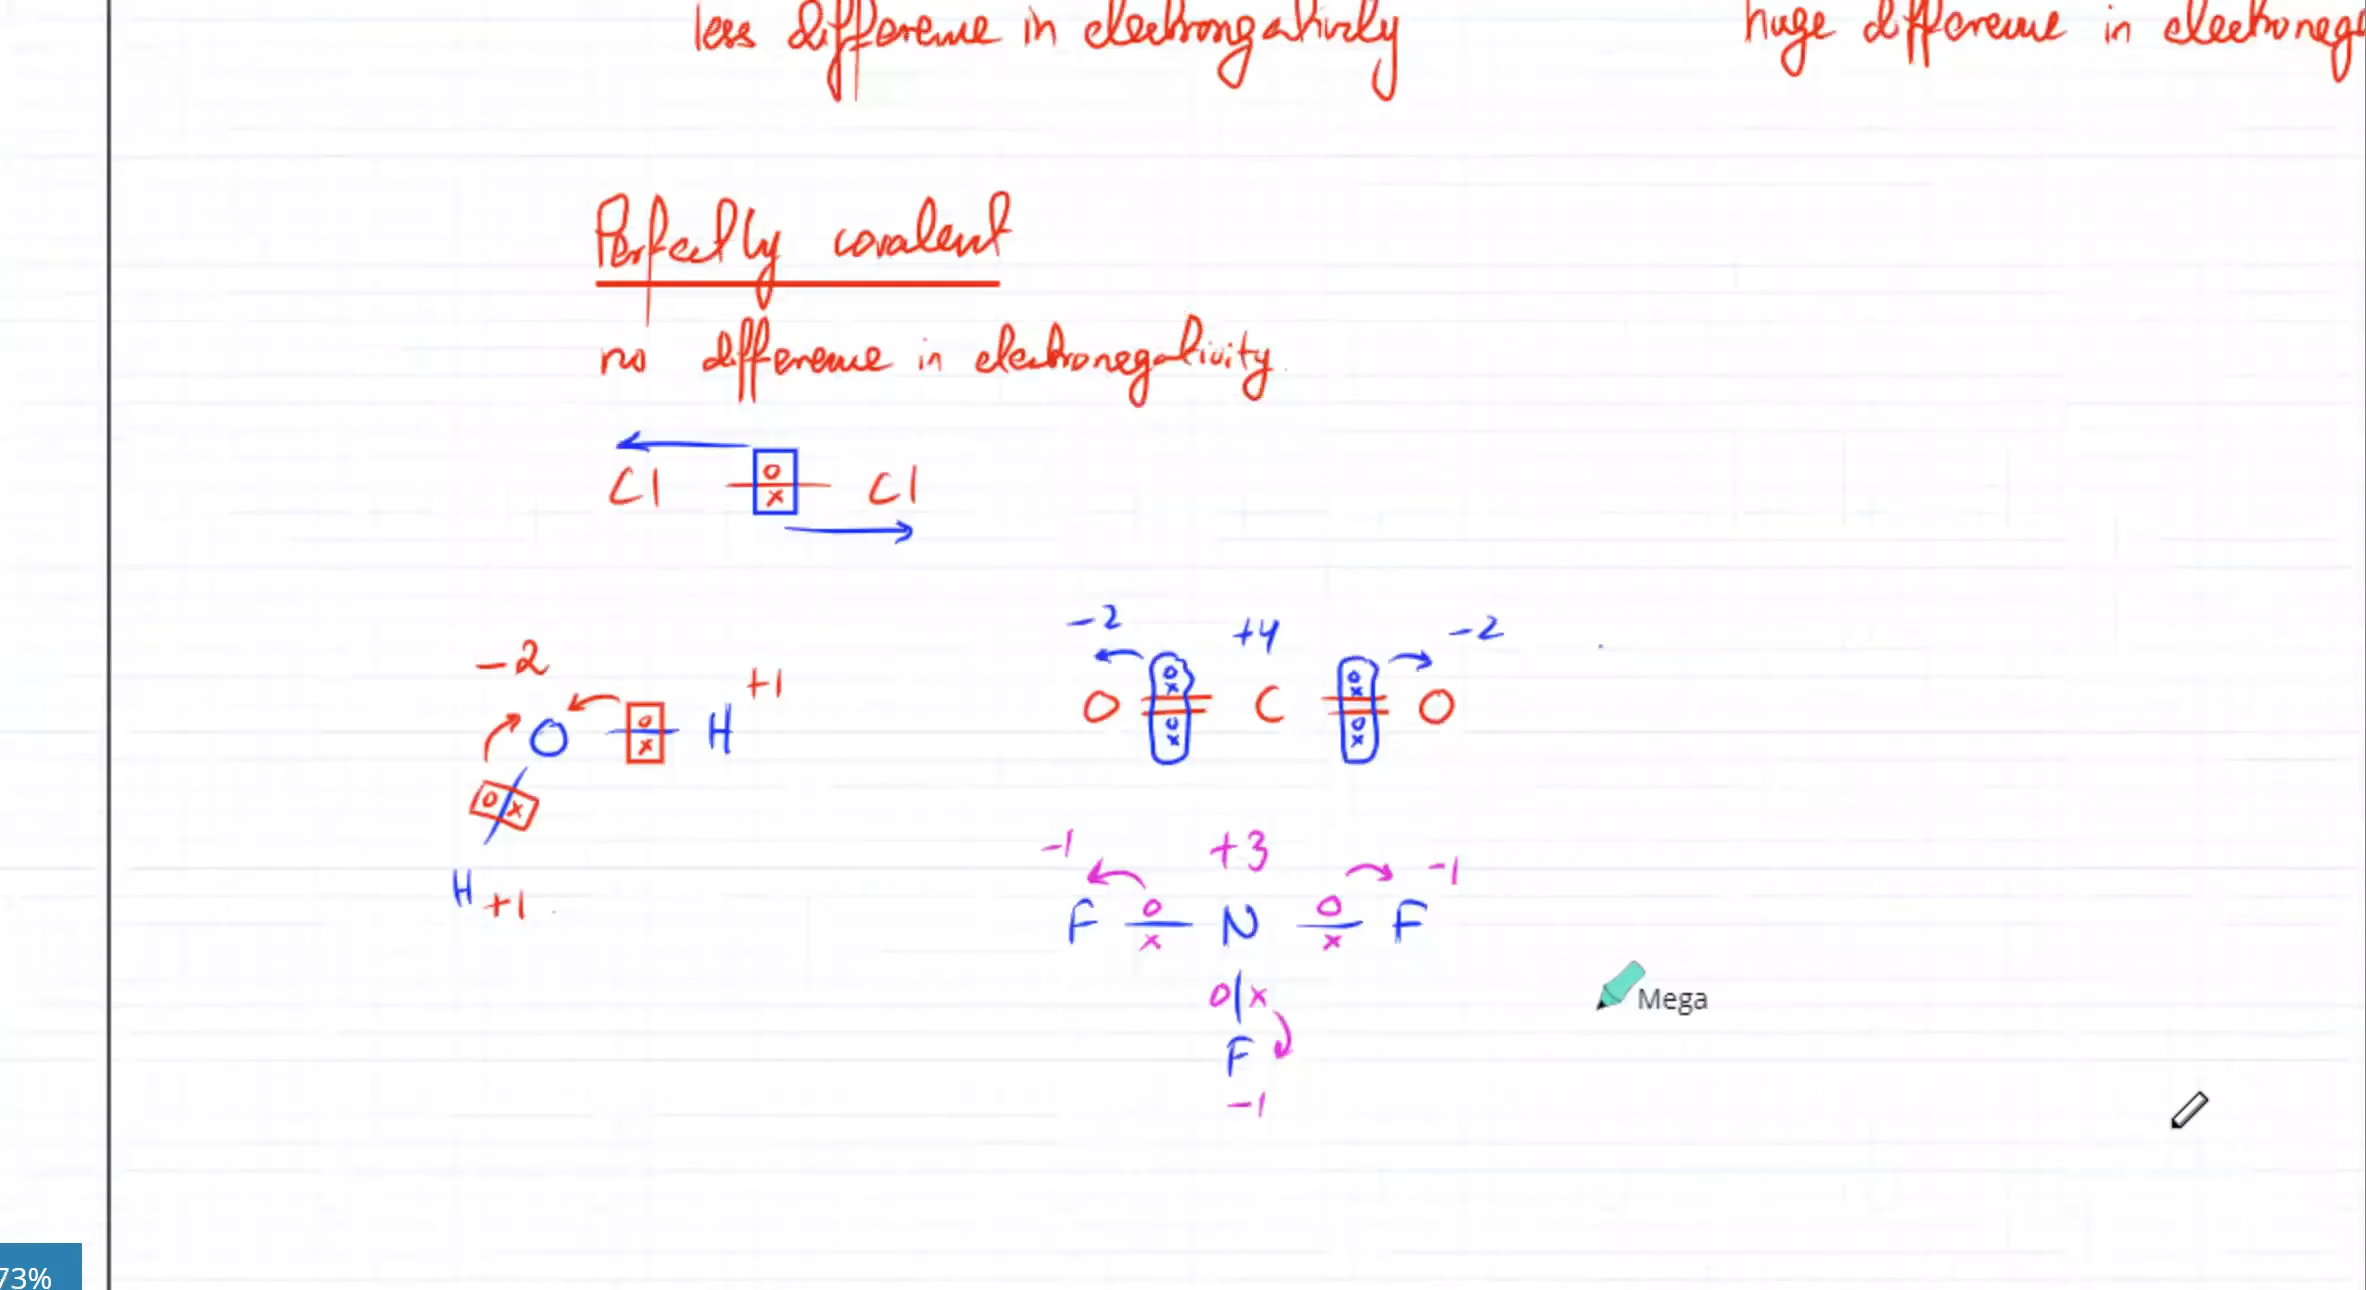 less difference in electrongativity
huge difference in electroneg
Perfectly covalent
no difference in electronegativity
Cl o x Cl
-2 +4 -2
O o x o x C o x o x O
-2 +1
O o x H
o x
H +1
-1 +3 -1
F o x N o x F
o x
F
-1
Mega
73%